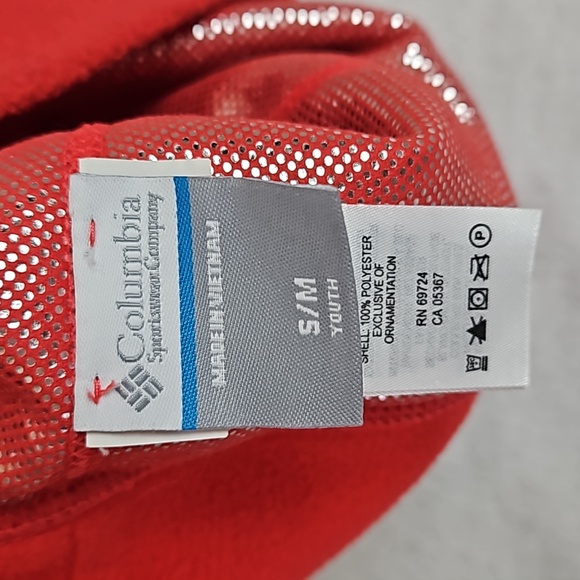 Columbia
Sportswear Company
MADE IN VIETNAM
S/M
YOUTH
SHELL: 100% POLYESTER
EXCLUSIVE OF
ORNAMENTATION
RN 69724
CA 05367
P